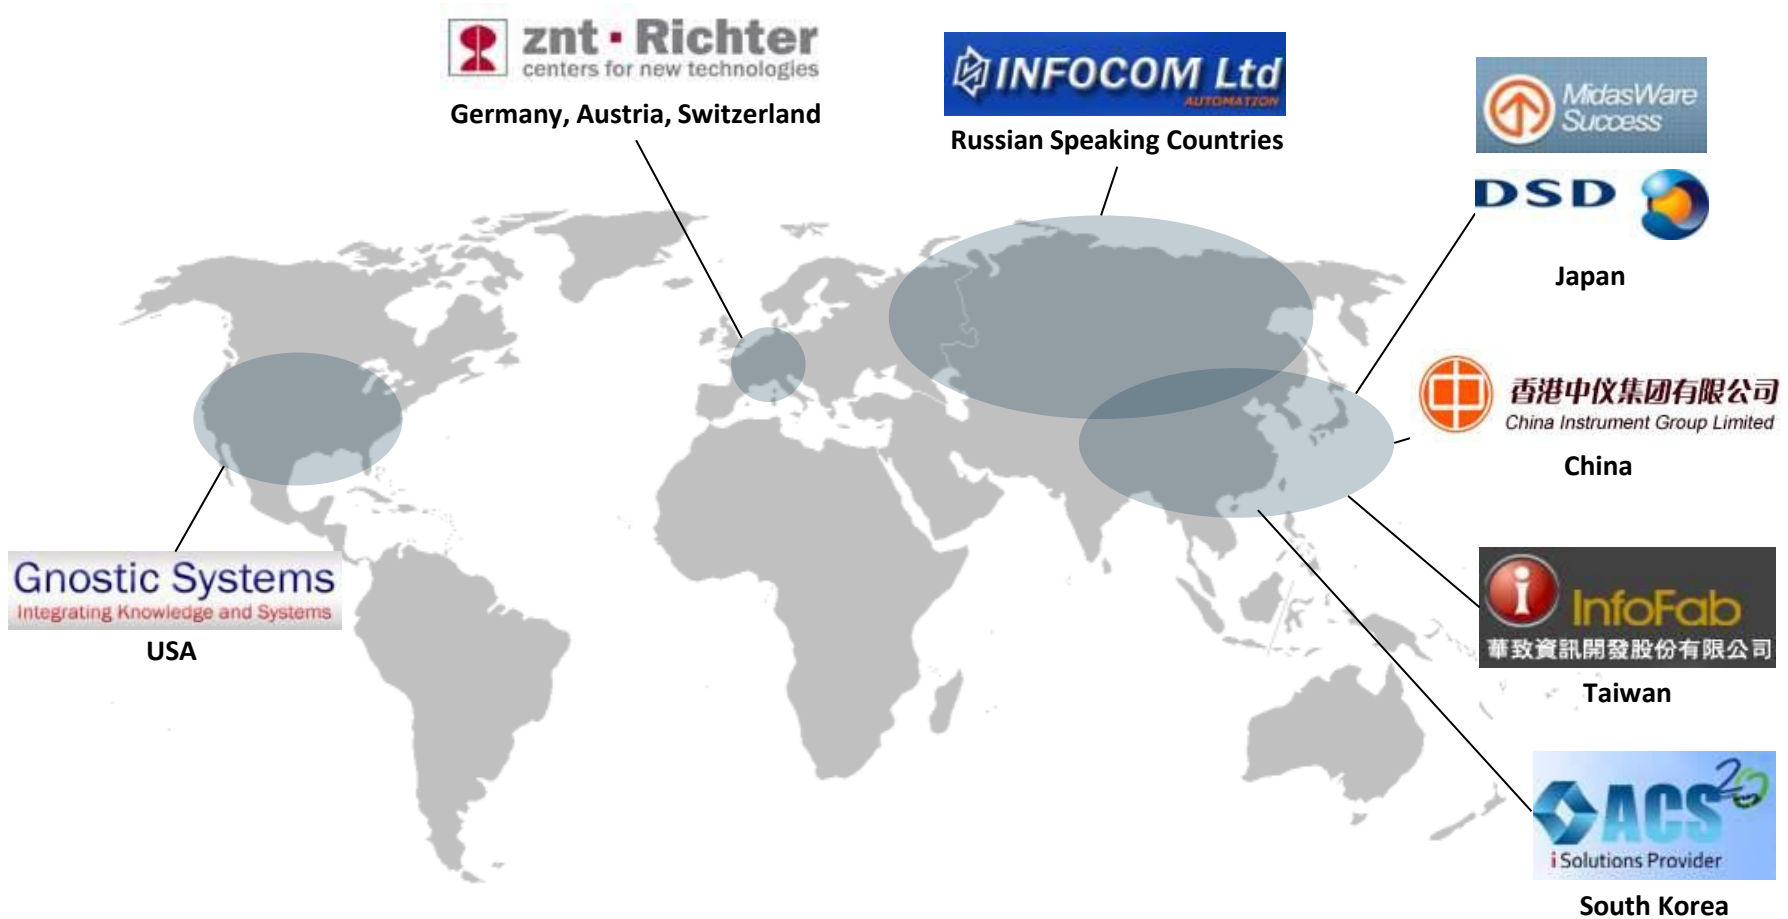 znt · Richter
centers for new technologies
Germany, Austria, Switzerland
INFOCOM Ltd
AUTOMATION
Russian Speaking Countries
MidasWare
Success
DSD
Japan
香港中仪集团有限公司
China Instrument Group Limited
China
Gnostic Systems
Integrating Knowledge and Systems
USA
i InfoFab
華致資訊開發股份有限公司
Taiwan
ACS 20
i Solutions Provider
South Korea